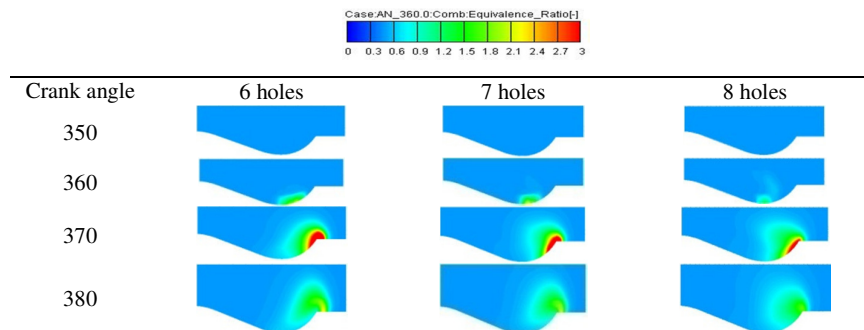 Case:AN_360.0:Comb:Equivalence_Ratio[-]
0 0.3 0.6 0.9 1.2 1.5 1.8 2.1 2.4 2.7 3
Crank angle 6 holes 7 holes 8 holes
350
360
370
380